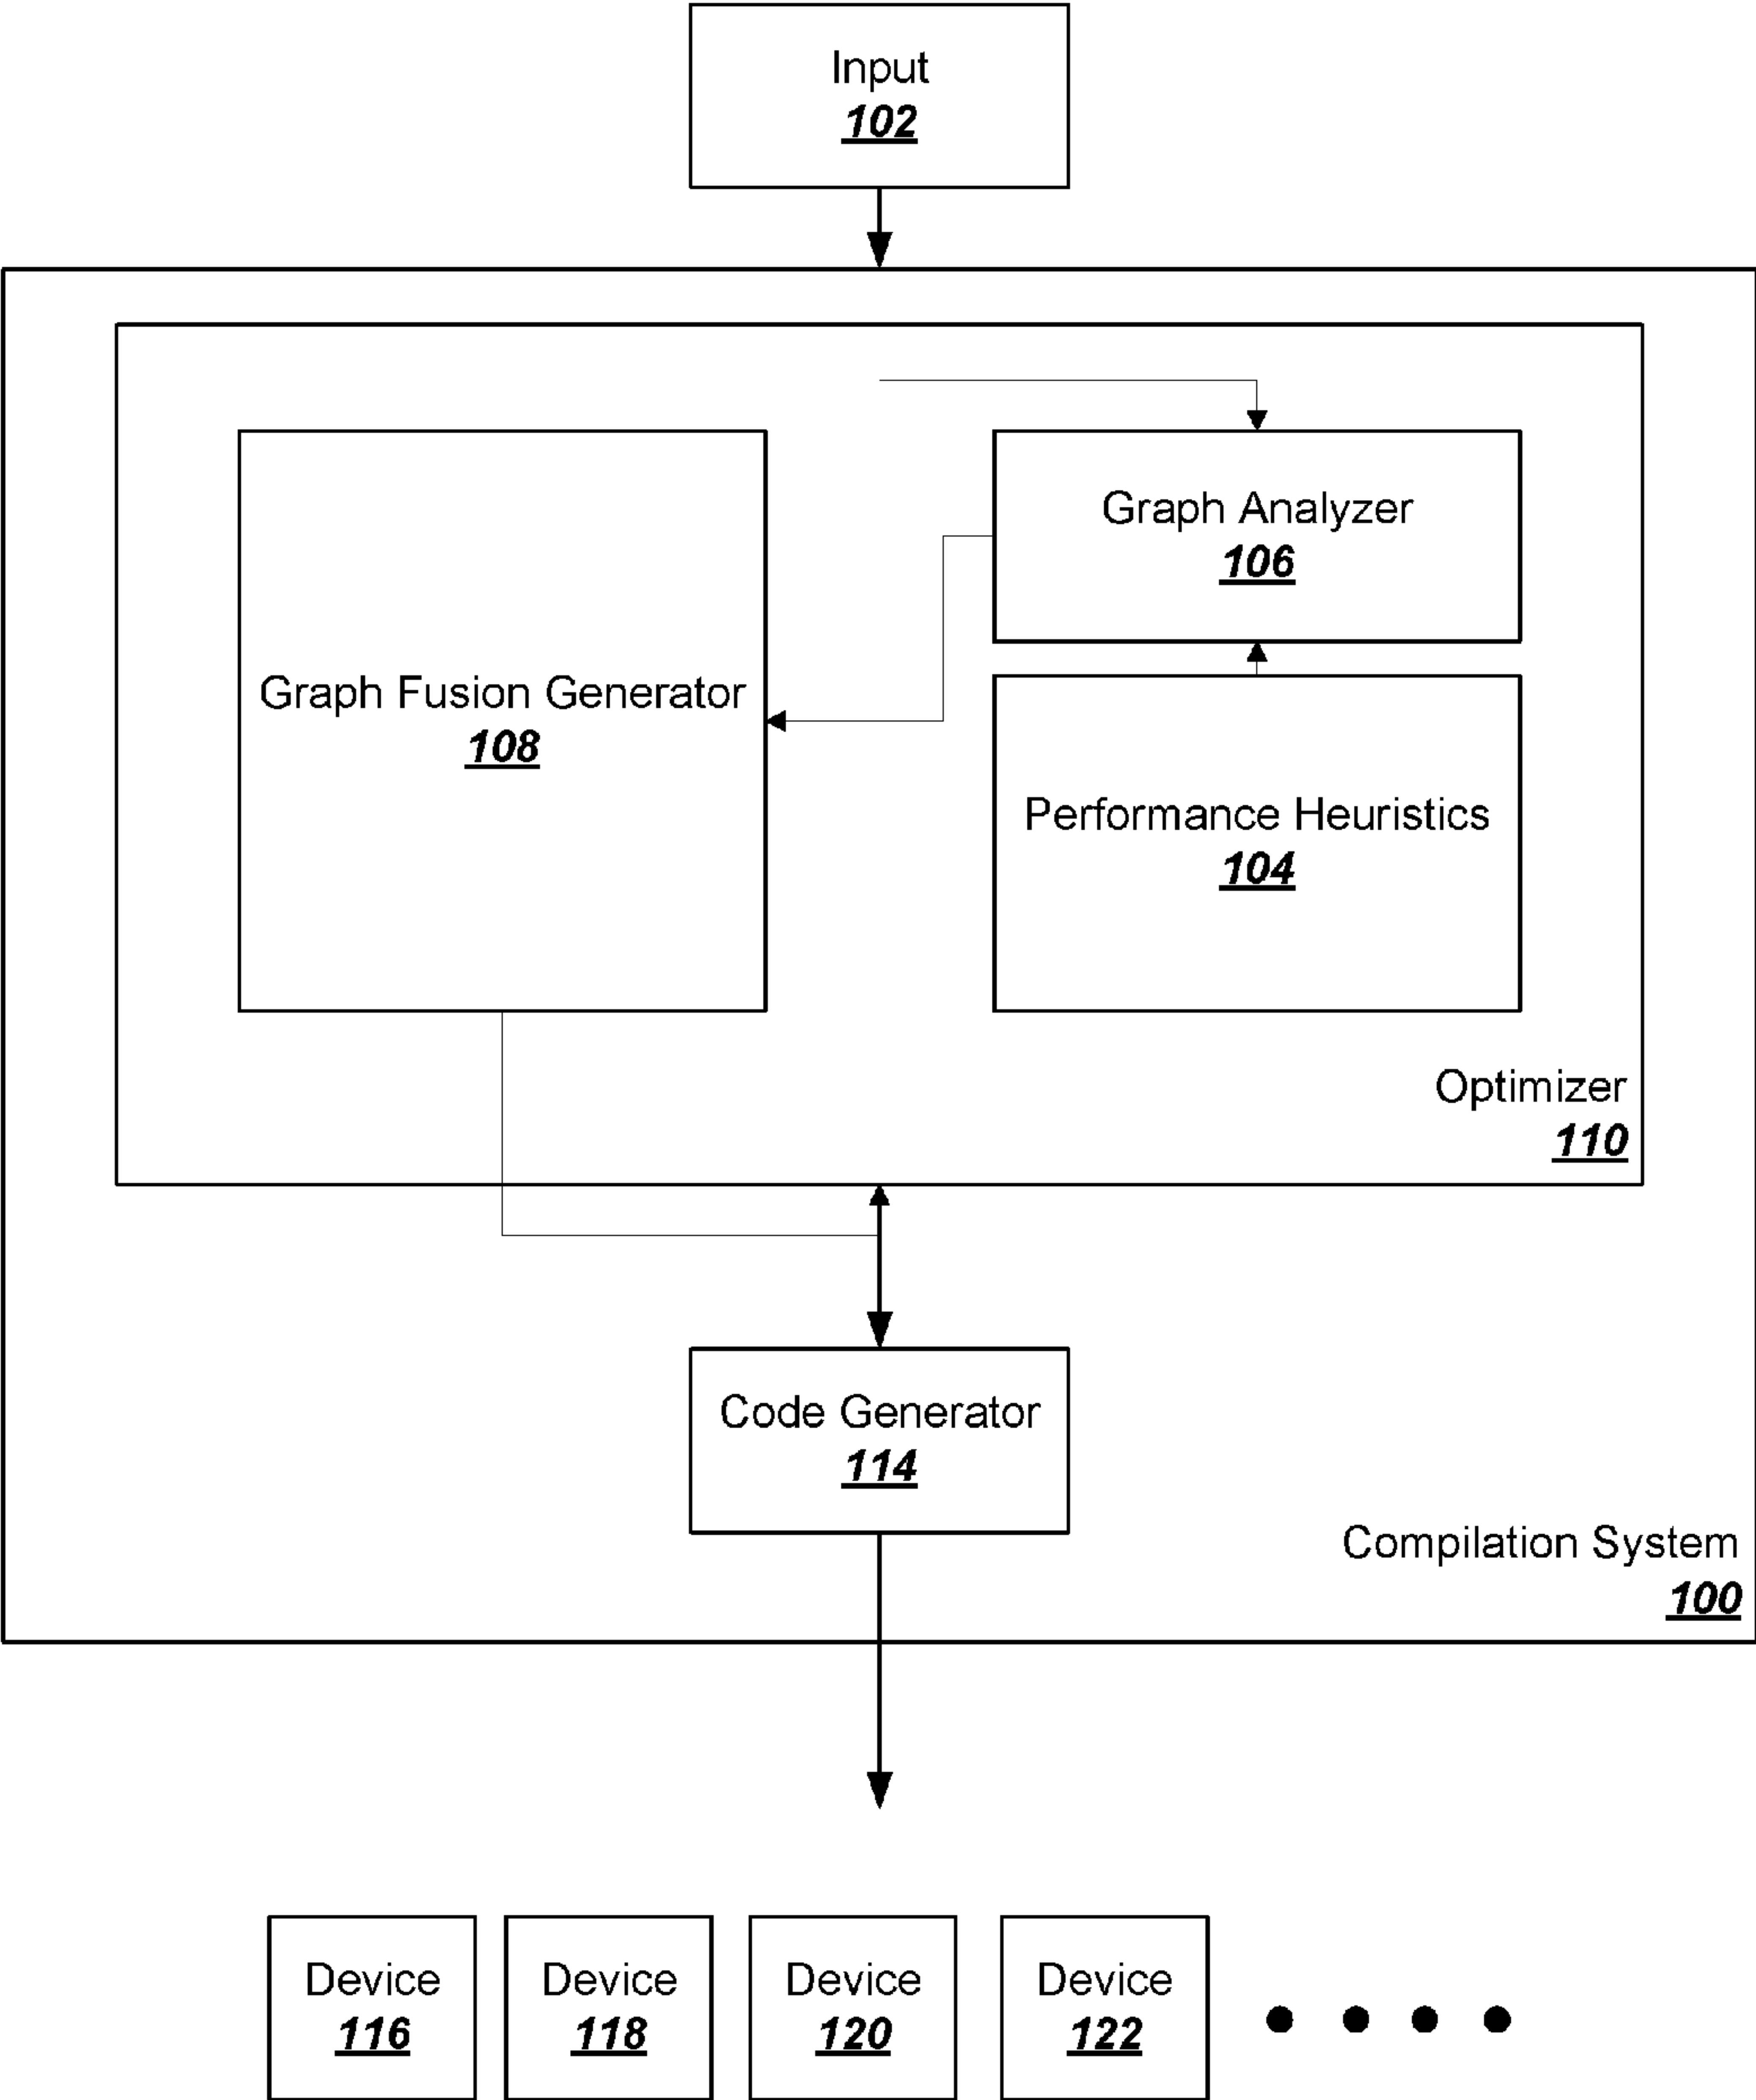 Input
102
Graph Analyzer
106
Graph Fusion Generator
108
Performance Heuristics
104
Optimizer
110
Code Generator
114
Compilation System
100
Device
116
Device
118
Device
120
Device
122